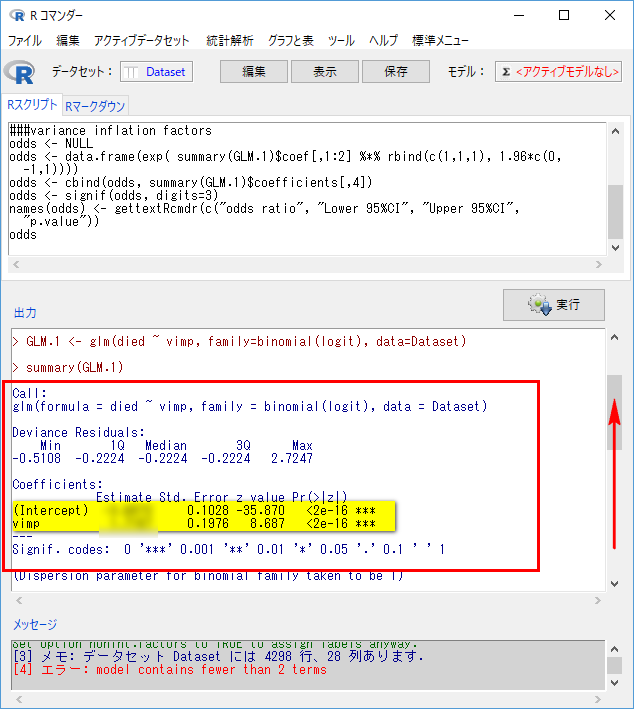 R コマンダー
ファイル 編集 アクティブデータセット 統計解析 グラフと表 ツール ヘルプ 標準メニュー
データセット： Dataset 編集 表示 保存 モデル： Σ <アクティブモデルなし>
Rスクリプト Rマークダウン
###variance inflation factors
odds <- NULL
odds <- data.frame(exp( summary(GLM.1)$coef[,1:2] %*% rbind(c(1,1,1), 1.96*c(0,
-1,1))))
odds <- cbind(odds, summary(GLM.1)$coefficients[,4])
odds <- signif(odds, digits=3)
names(odds) <- gettextRcmdr(c("odds ratio", "Lower 95%CI", "Upper 95%CI",
"p.value"))
odds
出力 実行
> GLM.1 <- glm(died ~ vimp, family=binomial(logit), data=Dataset)
> summary(GLM.1)
Call:
glm(formula = died ~ vimp, family = binomial(logit), data = Dataset)
Deviance Residuals:
Min 1Q Median 3Q Max
-0.5108 -0.2224 -0.2224 -0.2224 2.7247
Coefficients:
Estimate Std. Error z value Pr(>|z|)
(Intercept) 0.1028 -35.870 <2e-16 ***
vimp 0.1976 8.687 <2e-16 ***
---
Signif. codes: 0 '***' 0.001 '**' 0.01 '*' 0.05 '.' 0.1 ' ' 1
(Dispersion parameter for binomial family taken to be 1)
メッセージ
Set option nonint.factors to TRUE to assign labels anyway.
[3] メモ: データセット Dataset には 4298 行、28 列あります.
[4] エラー: model contains fewer than 2 terms